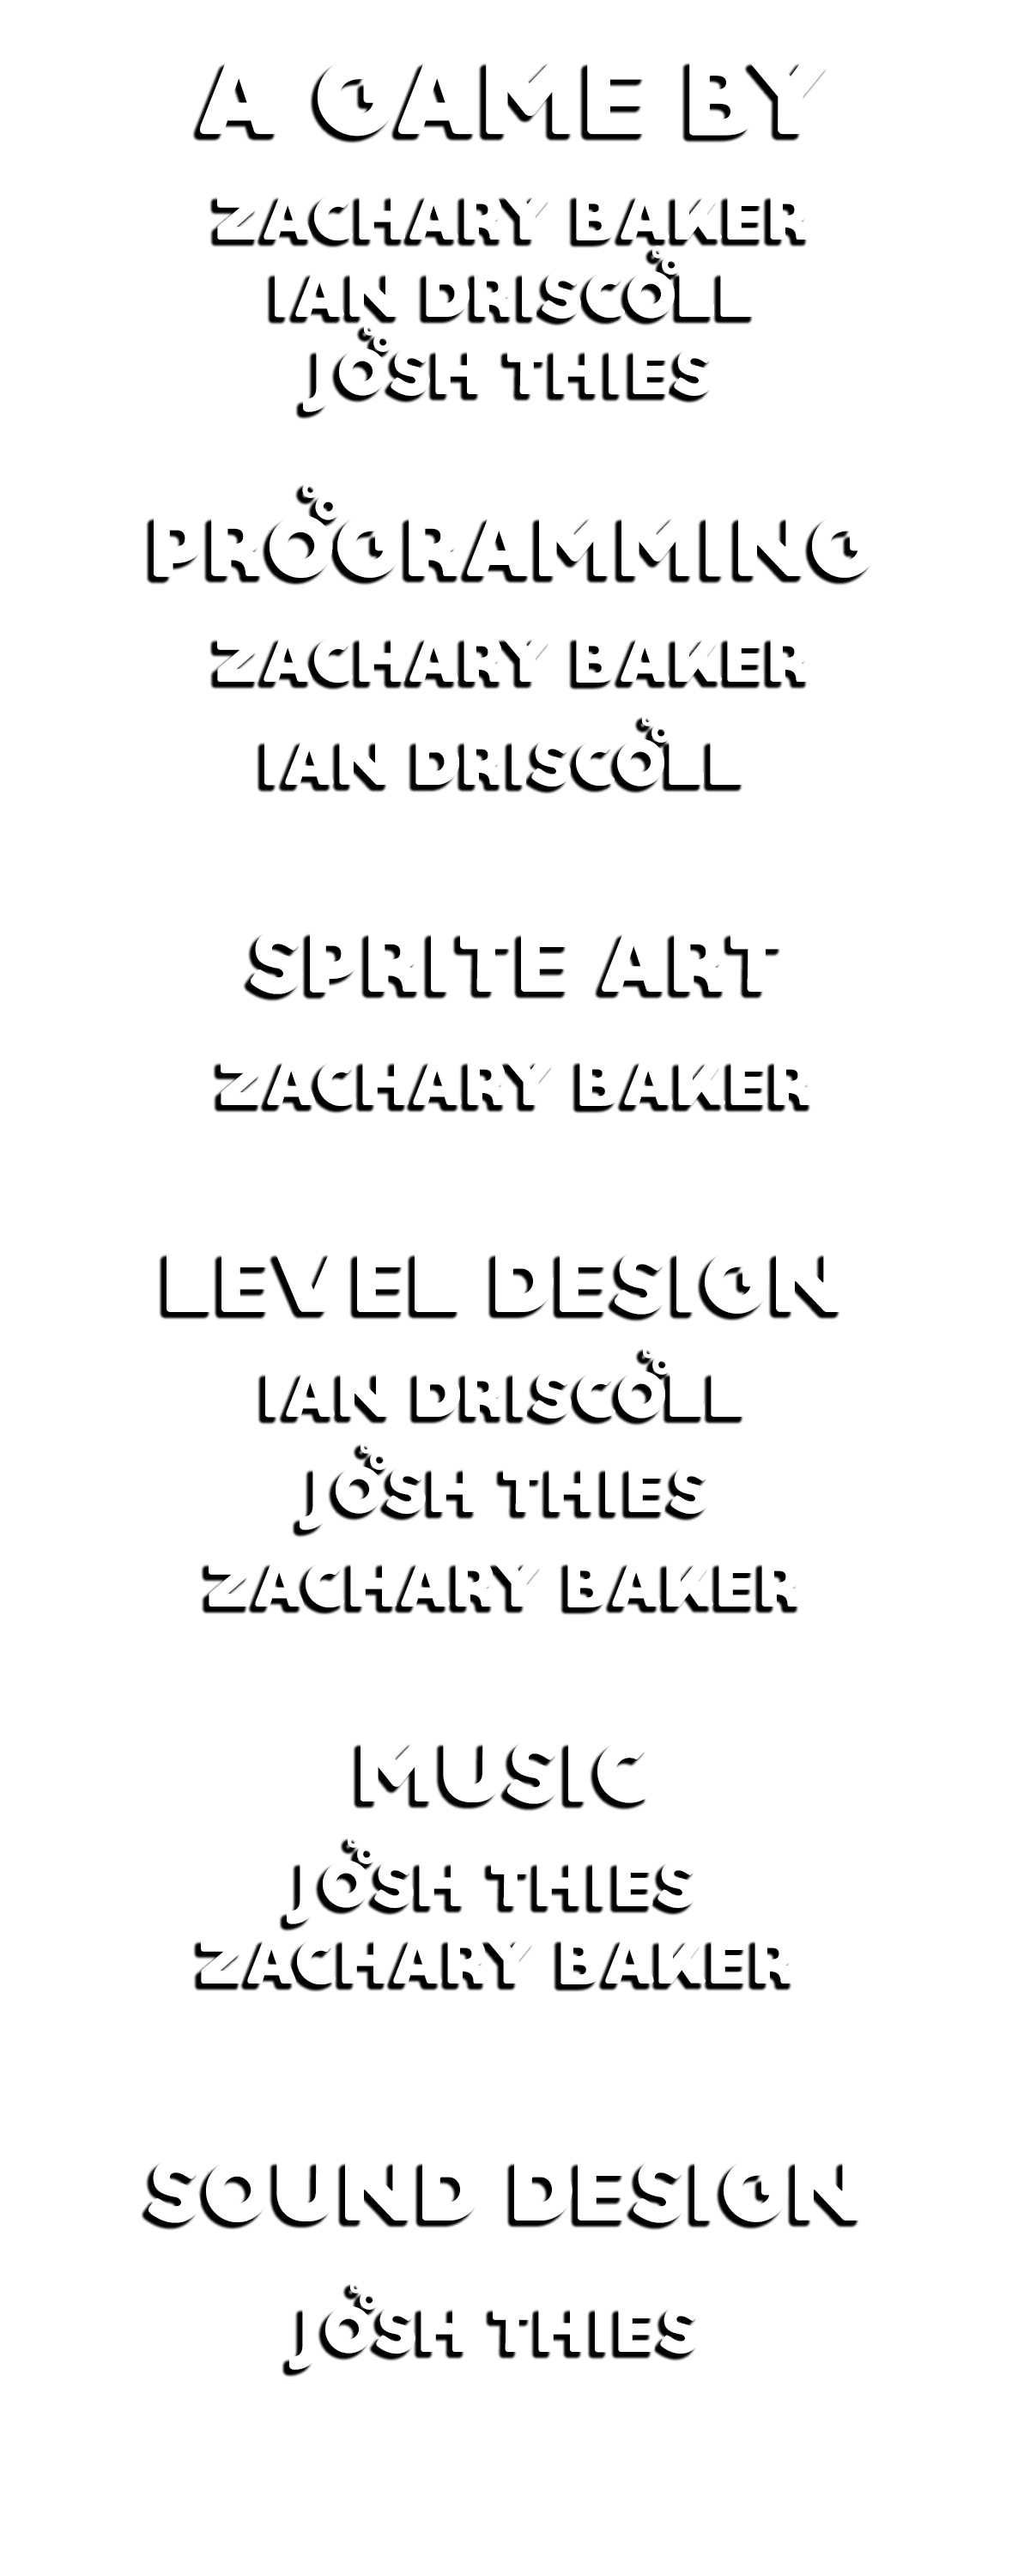 A GAME BY
ZACHARY BAKER
IAN DRISCOLL
JOSH THIES
PROGRAMMING
ZACHARY BAKER
IAN DRISCOLL
SPRITE ART
ZACHARY BAKER
LEVEL DESIGN
IAN DRISCOLL
JOSH THIES
ZACHARY BAKER
MUSIC
JOSH THIES
ZACHARY BAKER
SOUND DESIGN
JOSH THIES